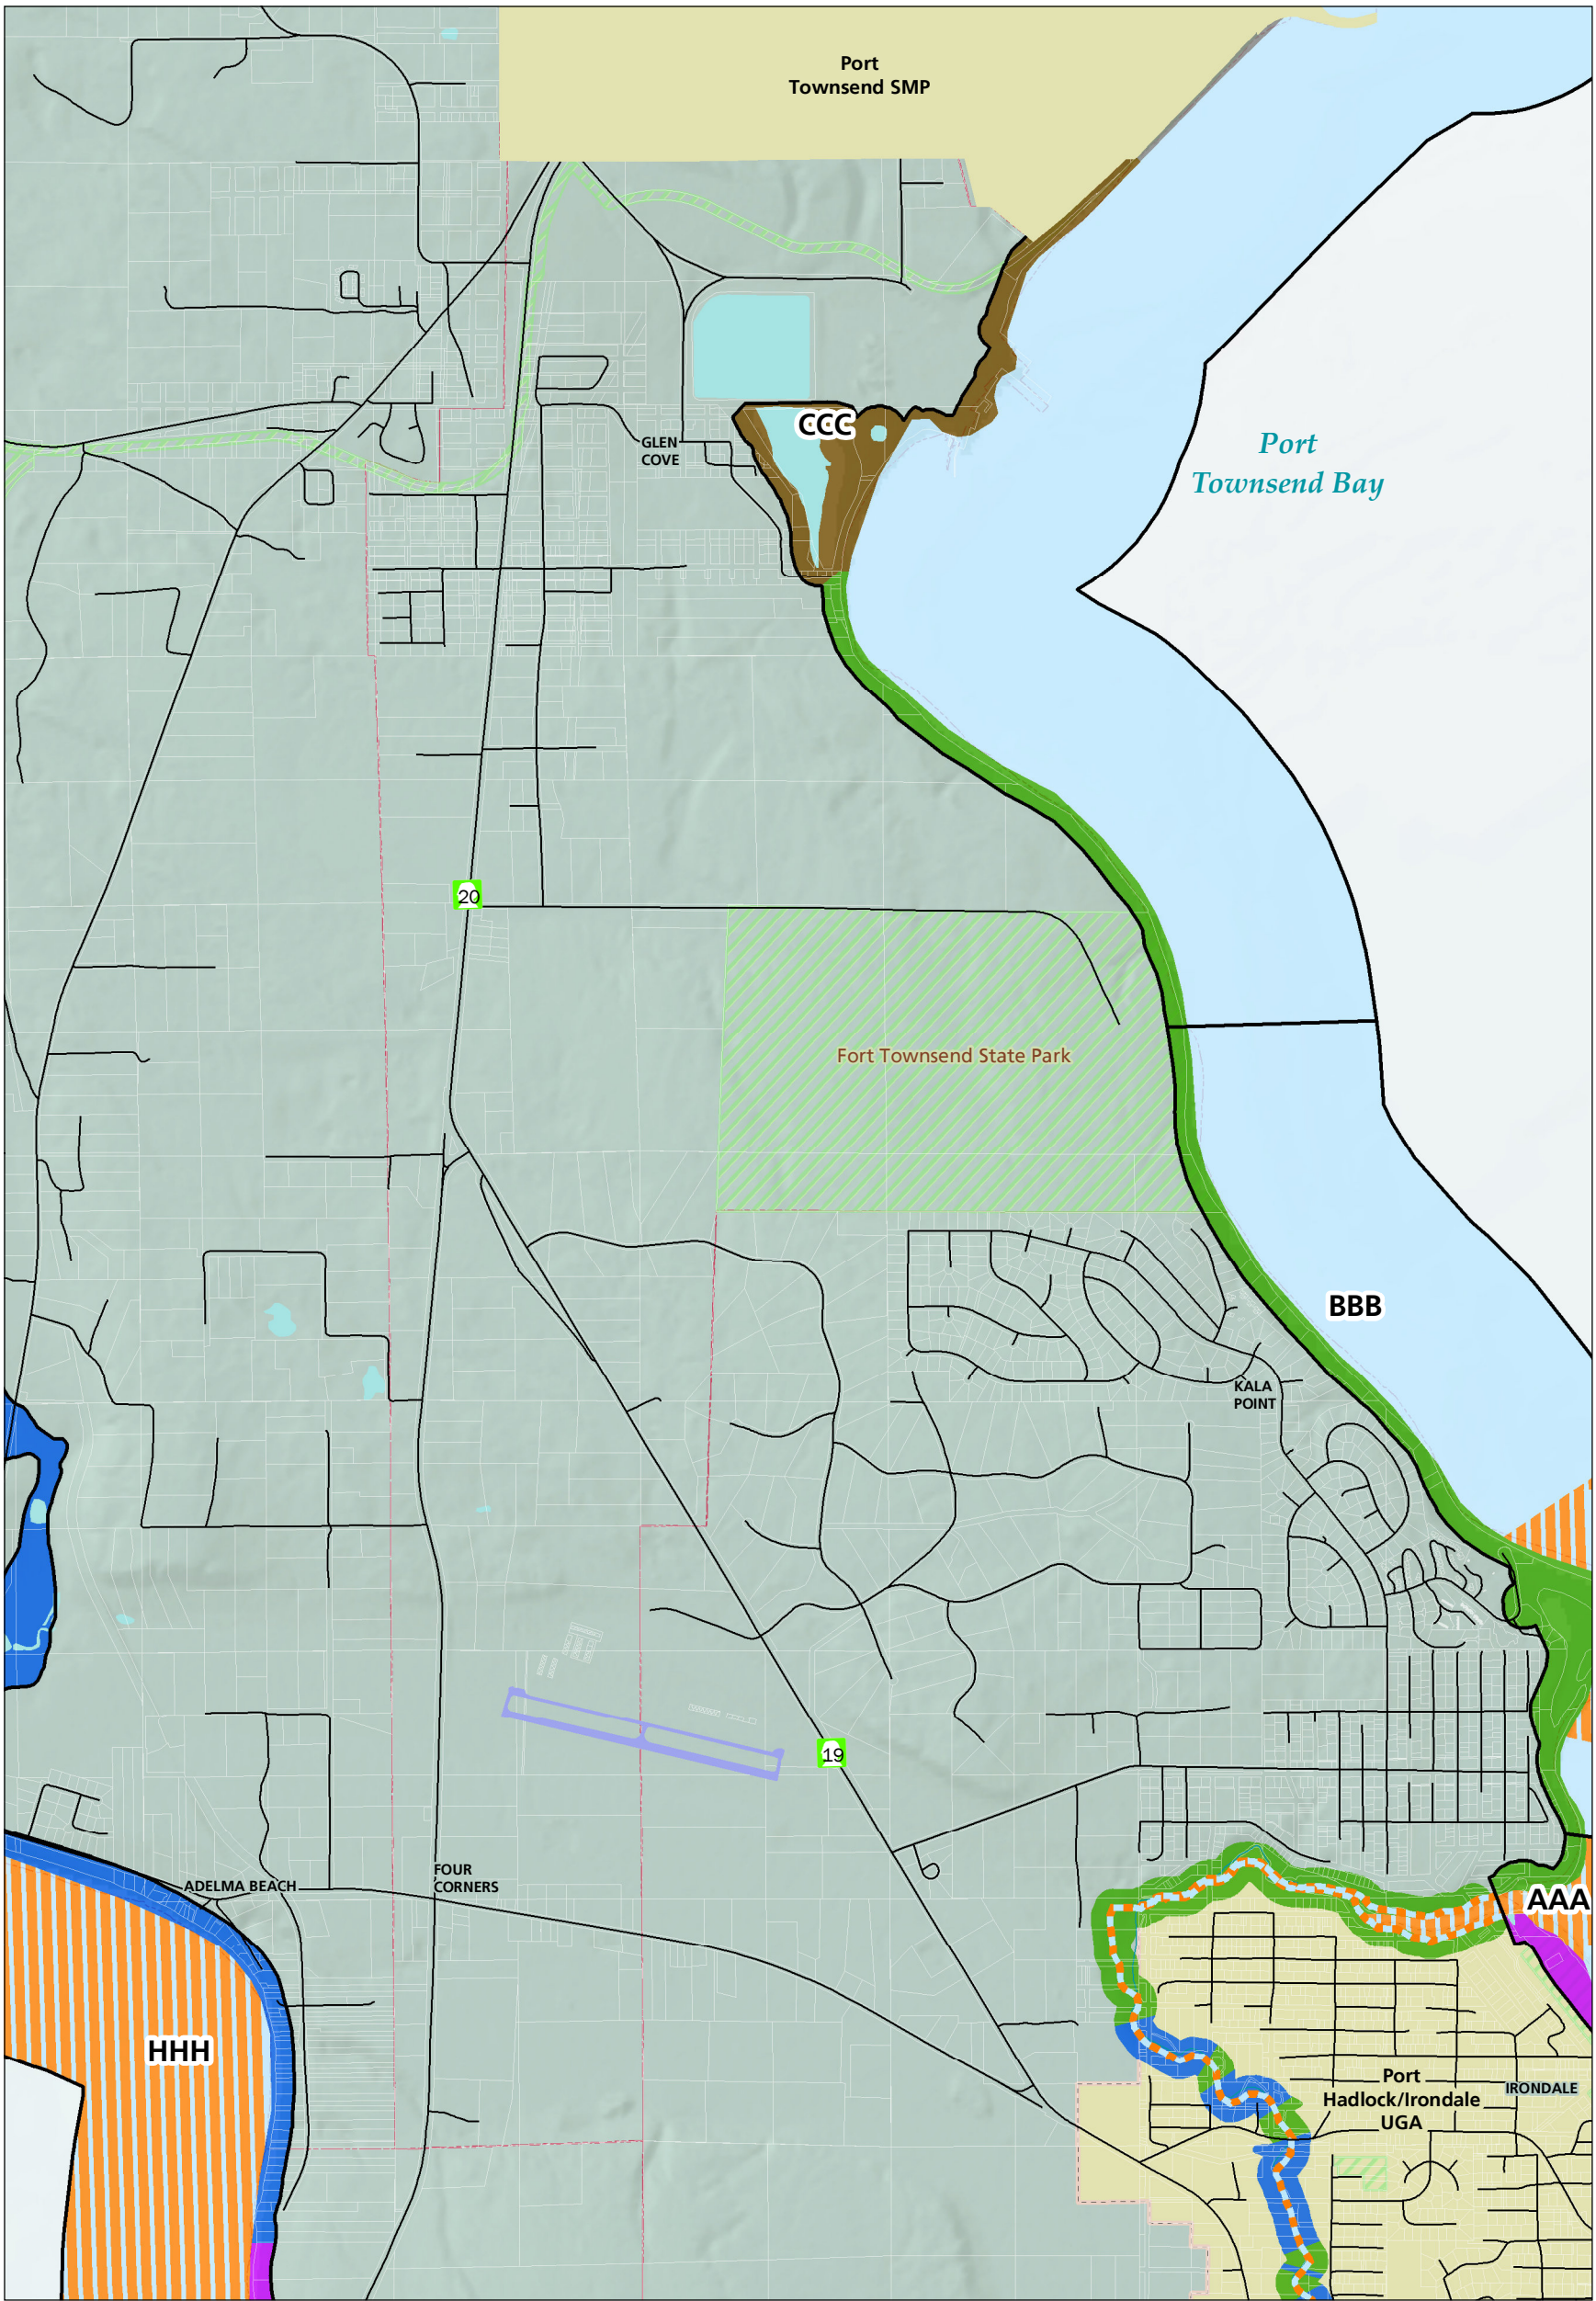 Port
Townsend SMP
CCC
GLEN
COVE
Port
Townsend Bay
20
Fort Townsend State Park
BBB
KALA
POINT
19
FOUR
CORNERS
ADELMA BEACH
AAA
HHH
Port
Hadlock/Irondale
UGA
IRONDALE